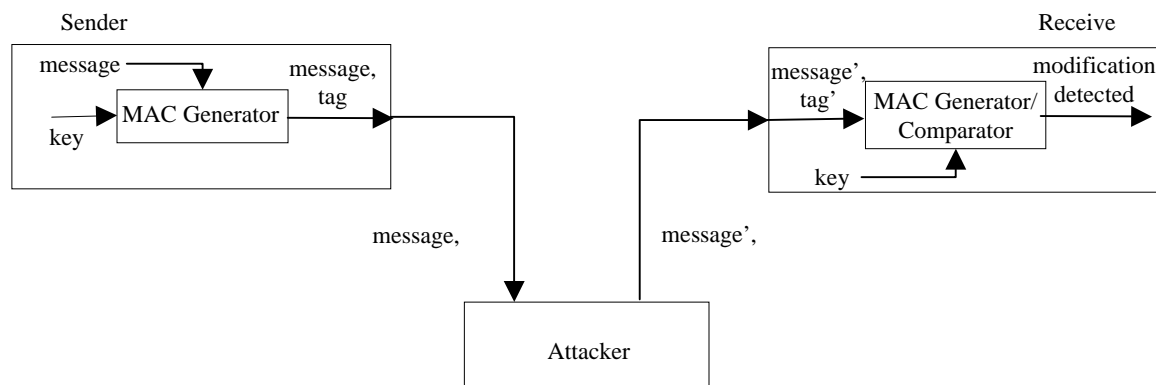 Sender
message
MAC Generator
key
message,
tag
Receive
message’,
tag’
MAC Generator/
Comparator
modification
detected
key
message,
message’,
Attacker